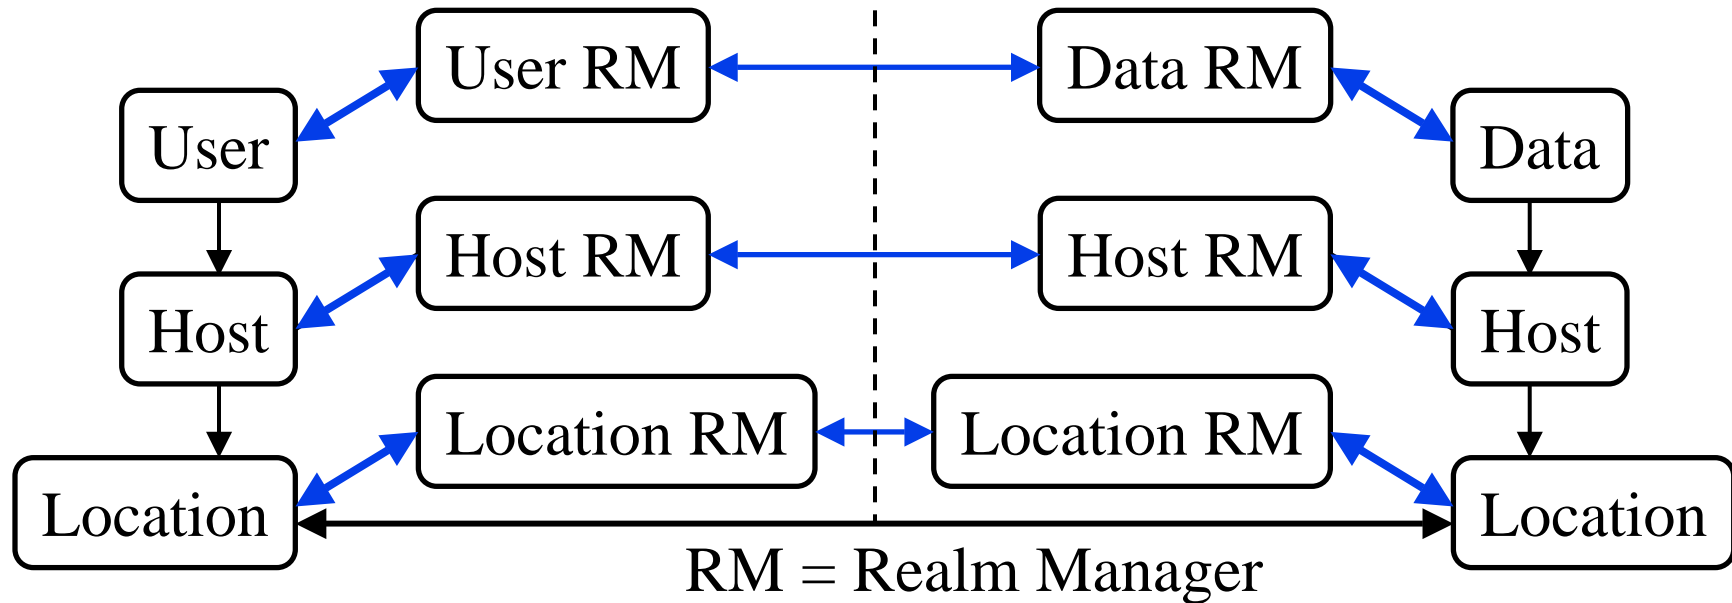 User RM
Data RM
User
Data
Host RM
Host RM
Host
Host
Location RM
Location RM
Location
Location
RM = Realm Manager